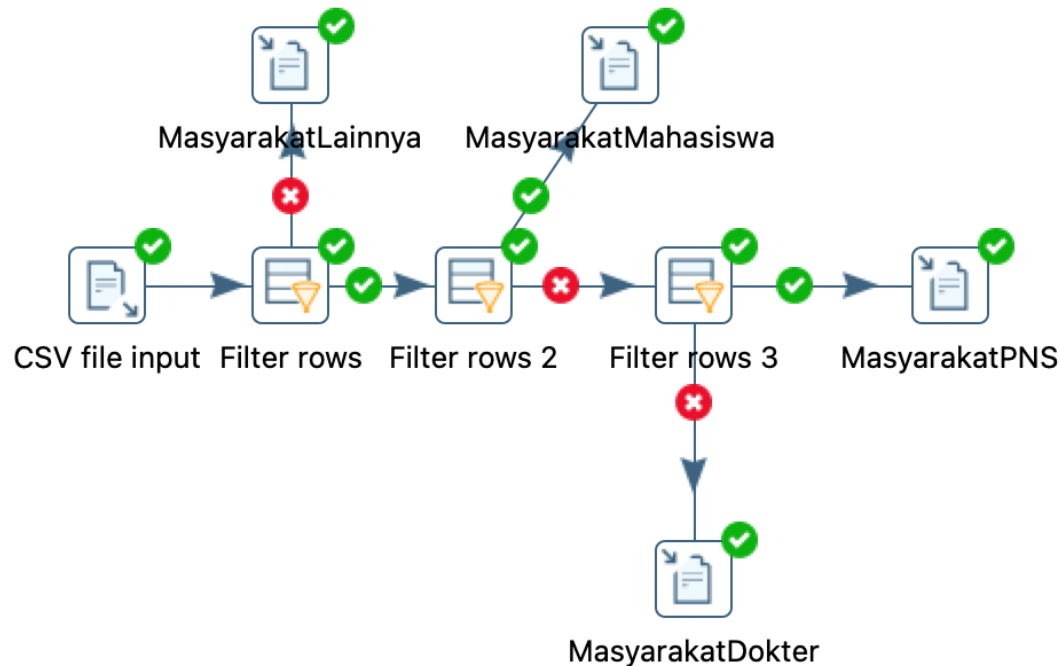 MasyarakatLainnya
MasyarakatMahasiswa
CSV file input
Filter rows
Filter rows 2
Filter rows 3
MasyarakatPNS
MasyarakatDokter